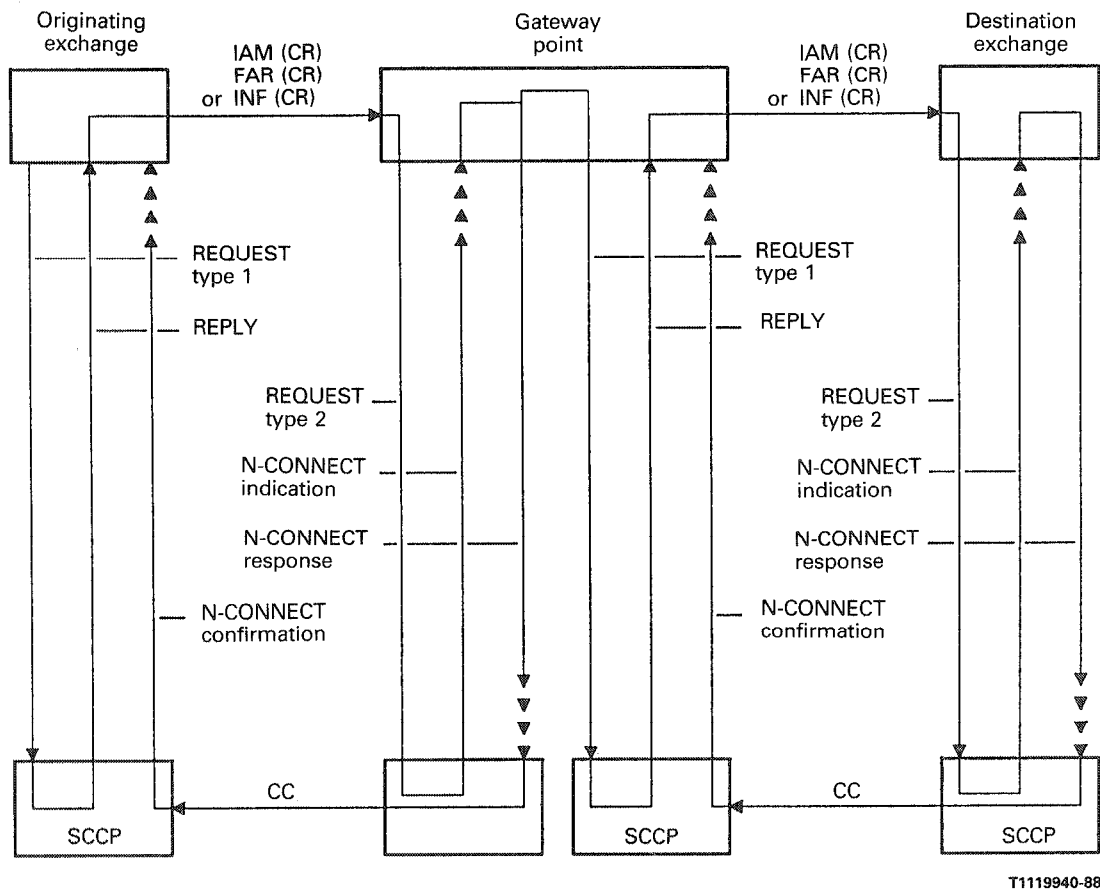 Originating
exchange
Gateway
point
Destination
exchange
IAM (CR)
FAR (CR)
or INF (CR)
IAM (CR)
FAR (CR)
or INF (CR)
REQUEST
type 1
REQUEST
type 1
REPLY
REPLY
REQUEST
type 2
REQUEST
type 2
N-CONNECT
indication
N-CONNECT
indication
N-CONNECT
response
N-CONNECT
response
N-CONNECT
confirmation
N-CONNECT
confirmation
CC
CC
SCCP
SCCP
SCCP
T1119940-88